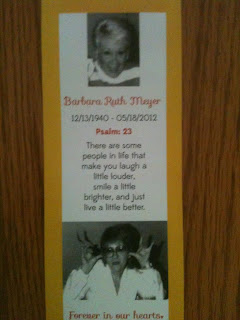 Barbara Ruth Meyer
12/13/1940 - 05/18/2012
Psalm: 23
There are some
people in life that
make you laugh a
little louder,
smile a little
brighter, and just
live a little better.
Forever in our hearts.